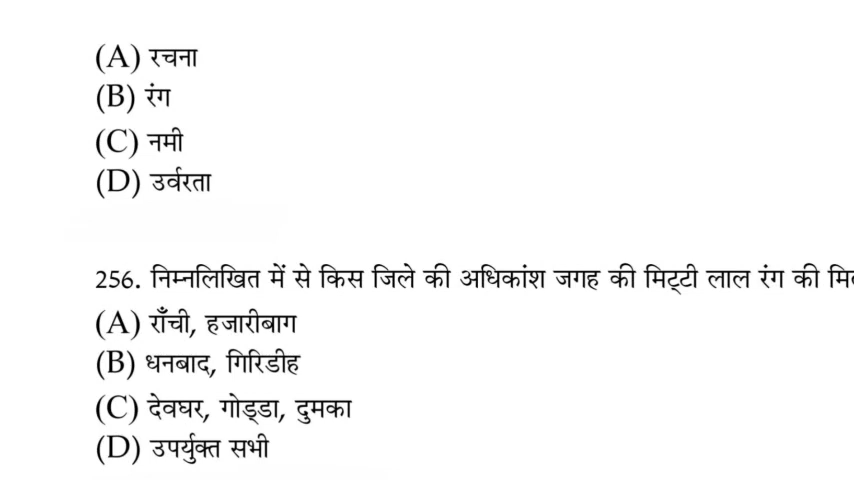 (A) रचना
(B) रंग
(C) नमी
(D) उर्वरता
256. निम्नलिखित में से किस जिले की अधिकांश जगह की मिट्टी लाल रंग की
(A) राँची, हजारीबाग
(B) धनबाद, गिरिडीह
(C) देवघर, गोड्डा, दुमका
(D) उपर्युक्त सभी